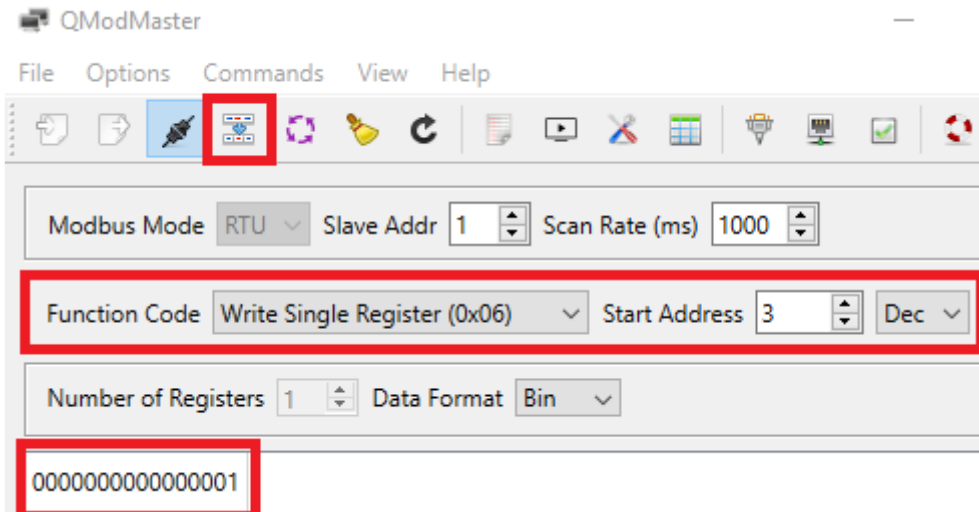 QModMaster
File Options Commands View Help
Modbus Mode RTU Slave Addr 1 Scan Rate (ms) 1000
Function Code Write Single Register (0x06) Start Address 3 Dec
Number of Registers 1 Data Format Bin
0000000000000001